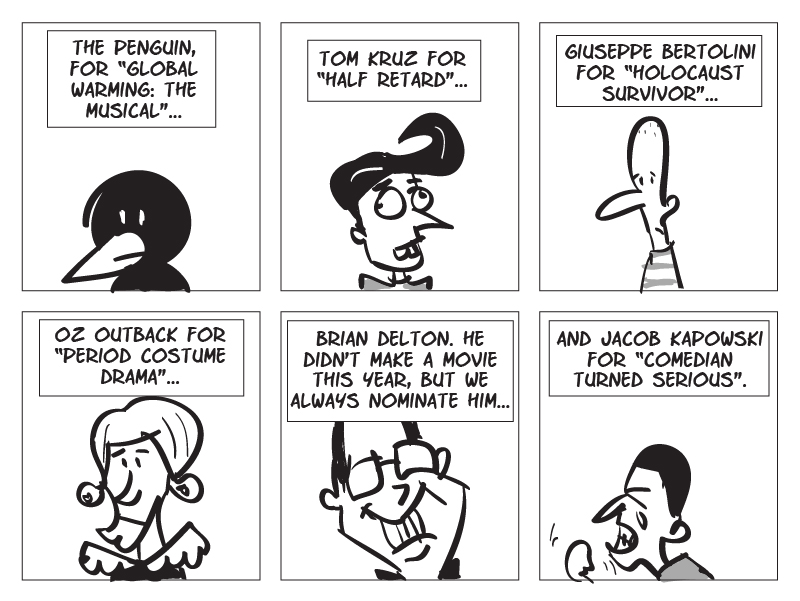 THE PENGUIN,
FOR "GLOBAL
WARMING: THE
MUSICAL"...
TOM KRUZ FOR
"HALF RETARD"...
GIUSEPPE BERTOLINI
FOR "HOLOCAUST
SURVIVOR"...
OZ OUTBACK FOR
"PERIOD COSTUME
DRAMA"...
BRIAN DELTON. HE
DIDN'T MAKE A MOVIE
THIS YEAR, BUT WE
ALWAYS NOMINATE HIM...
AND JACOB KAPOWSKI
FOR "COMEDIAN
TURNED SERIOUS".